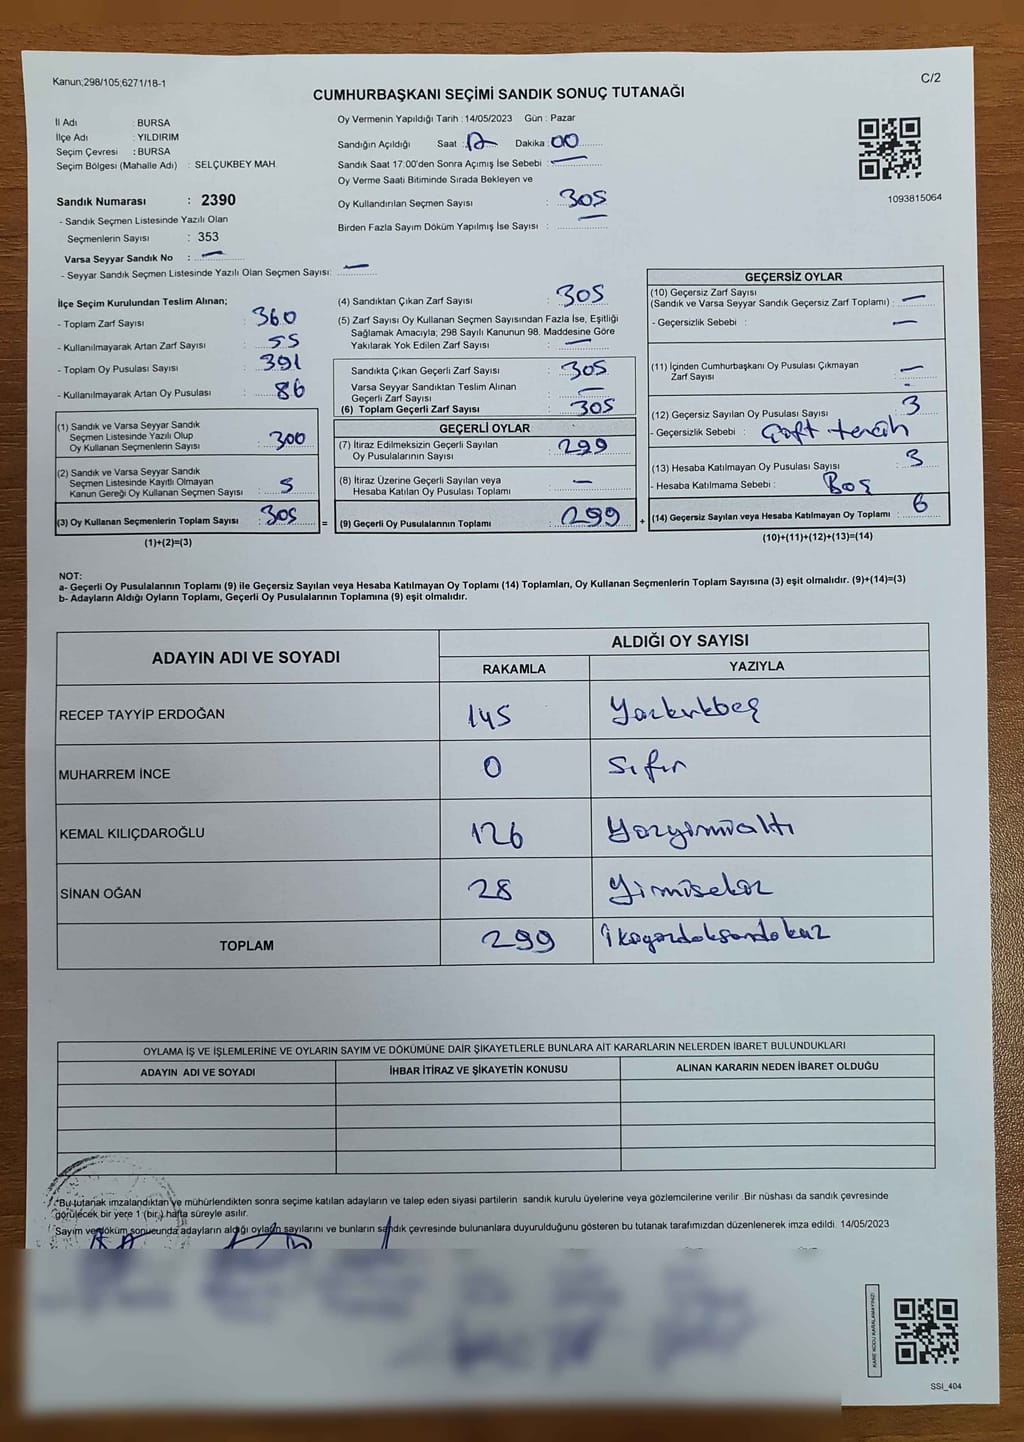 Kanun;298/105;6271/18-1
C/2
CUMHURBAŞKANI SEÇİMİ SANDIK SONUÇ TUTANAĞI
İl Adı : BURSA
İlçe Adı : YILDIRIM
Seçim Çevresi : BURSA
Seçim Bölgesi (Mahalle Adı) : SELÇUKBEY MAH.
Sandık Numarası : 2390
- Sandık Seçmen Listesinde Yazılı Olan
Seçmenlerin Sayısı : 353
Varsa Seyyar Sandık No : —
- Seyyar Sandık Seçmen Listesinde Yazılı Olan Seçmen Sayısı: —
Oy Vermenin Yapıldığı Tarih : 14/05/2023 Gün : Pazar
Sandığın Açıldığı Saat : Dakika : 00
Sandık Saat 17:00'den Sonra Açımış İse Sebebi : —
Oy Verme Saati Bitiminde Sırada Bekleyen ve
Oy Kullandırılan Seçmen Sayısı : 305
Birden Fazla Sayım Döküm Yapılmış İse Sayısı : —
1093815064
İlçe Seçim Kurulundan Teslim Alınan;
- Toplam Zarf Sayısı : 360
- Kullanılmayarak Artan Zarf Sayısı : 55
- Toplam Oy Pusulası Sayısı : 391
- Kullanılmayarak Artan Oy Pusulası : 86
(1) Sandık ve Varsa Seyyar Sandık
Seçmen Listesinde Yazılı Olup
Oy Kullanan Seçmenlerin Sayısı : 300
(2) Sandık ve Varsa Seyyar Sandık
Seçmen Listesinde Kayıtlı Olmayan
Kanun Gereği Oy Kullanan Seçmen Sayısı : 5
(3) Oy Kullanan Seçmenlerin Toplam Sayısı : 305 =
(1)+(2)=(3)
(4) Sandıktan Çıkan Zarf Sayısı : 305
(5) Zarf Sayısı Oy Kullanan Seçmen Sayısından Fazla İse, Eşitliği
Sağlamak Amacıyla; 298 Sayılı Kanunun 98. Maddesine Göre
Yakılarak Yok Edilen Zarf Sayısı : —
Sandıkta Çıkan Geçerli Zarf Sayısı : 305
Varsa Seyyar Sandıktan Teslim Alınan
Geçerli Zarf Sayısı : —
(6) Toplam Geçerli Zarf Sayısı : 305
GEÇERLİ OYLAR
(7) İtiraz Edilmeksizin Geçerli Sayılan
Oy Pusulalarının Sayısı : 299
(8) İtiraz Üzerine Geçerli Sayılan veya
Hesaba Katılan Oy Pusulası Toplamı : —
(9) Geçerli Oy Pusulalarının Toplamı : 299 +
GEÇERSİZ OYLAR
(10) Geçersiz Zarf Sayısı
(Sandık ve Varsa Seyyar Sandık Geçersiz Zarf Toplamı) : —
- Geçersizlik Sebebi : —
(11) İçinden Cumhurbaşkanı Oy Pusulası Çıkmayan
Zarf Sayısı : —
(12) Geçersiz Sayılan Oy Pusulası Sayısı : 3
- Geçersizlik Sebebi : Çift tercih
(13) Hesaba Katılmayan Oy Pusulası Sayısı : 3
- Hesaba Katılmama Sebebi : Boş
(14) Geçersiz Sayılan veya Hesaba Katılmayan Oy Toplamı : 6
(10)+(11)+(12)+(13)=(14)
NOT:
a- Geçerli Oy Pusulalarının Toplamı (9) ile Geçersiz Sayılan veya Hesaba Katılmayan Oy Toplamı (14) Toplamları, Oy Kullanan Seçmenlerin Toplam Sayısına (3) eşit olmalıdır. (9)+(14)=(3)
b- Adayların Aldığı Oyların Toplamı, Geçerli Oy Pusulalarının Toplamına (9) eşit olmalıdır.
ADAYIN ADI VE SOYADI
ALDIĞI OY SAYISI
RAKAMLA YAZIYLA
RECEP TAYYİP ERDOĞAN 145 Yüzkırkbeş
MUHARREM İNCE 0 Sıfır
KEMAL KILIÇDAROĞLU 126 Yüzyirmialtı
SİNAN OĞAN 28 Yirmisekiz
TOPLAM 299 ikiyüzdoksandokuz
OYLAMA İŞ VE İŞLEMLERİNE VE OYLARIN SAYIM VE DÖKÜMÜNE DAİR ŞİKAYETLERLE BUNLARA AİT KARARLARIN NELERDEN İBARET BULUNDUKLARI
ADAYIN ADI VE SOYADI İHBAR İTİRAZ VE ŞİKAYETİN KONUSU ALINAN KARARIN NEDEN İBARET OLDUĞU
*Bu tutanak imzalandıktan ve mühürlendikten sonra seçime katılan adayların ve talep eden siyasi partilerin sandık kurulu üyelerine veya gözlemcilerine verilir .Bir nüshası da sandık çevresinde
görülecek bir yere 1 (bir ) hafta süreyle asılır.
Sayım ve döküm sonucunda adayların aldığı oyların sayılarını ve bunların sandık çevresinde bulunanlara duyurulduğunu gösteren bu tutanak tarafımızdan düzenlenerek imza edildi. 14/05/2023
KARE KODU KARALAMAYINIZ!
SSI_404